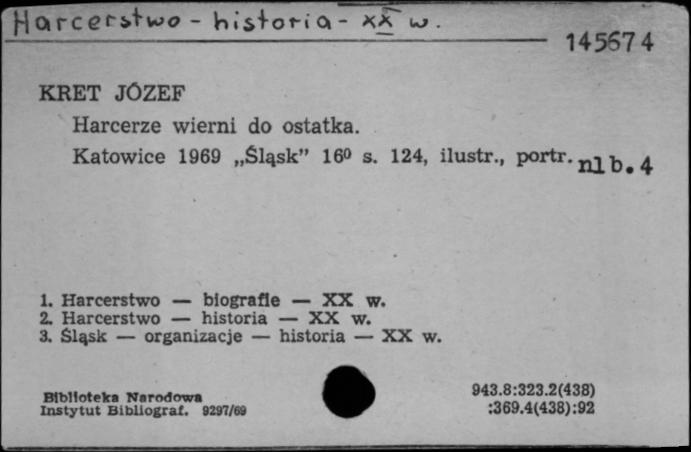 Harcerstwo - historia - XX w.
145674
KRET JÓZEF
Harcerze wierni do ostatka.
Katowice 1969 „Śląsk” 16⁰ s. 124, ilustr., portr. nlb. 4
1. Harcerstwo — biografie — XX w.
2. Harcerstwo — historia — XX w.
3. Śląsk — organizacje — historia — XX w.
Biblioteka Narodowa
Instytut Bibliograf. 9297/69
943.8:323.2(438)
:369.4(438):92